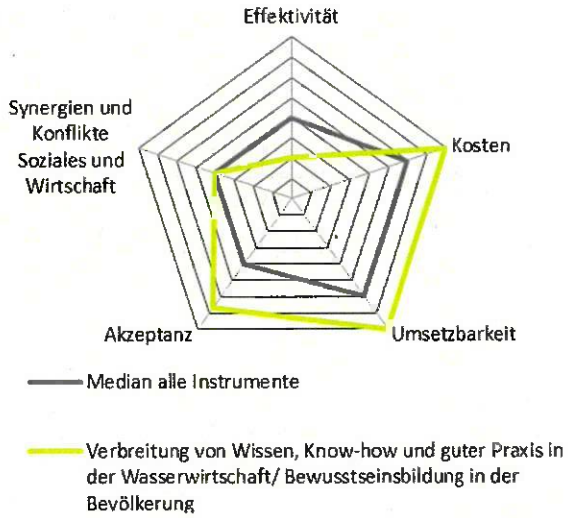 Effektivität
Synergien und
Konflikte
Soziales und
Wirtschaft
Kosten
Akzeptanz
Umsetzbarkeit
Median alle Instrumente
Verbreitung von Wissen, Know-how und guter Praxis in
der Wasserwirtschaft/ Bewusstseinsbildung in der
Bevölkerung